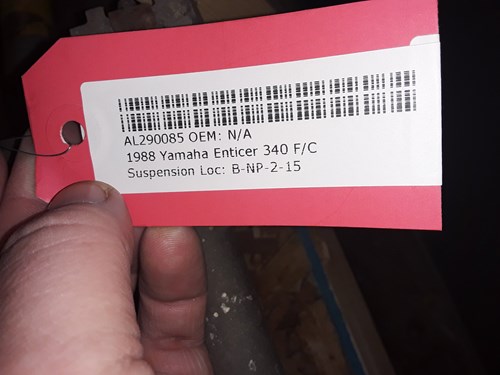 AL290085 OEM: N/A
1988 Yamaha Enticer 340 F/C
Suspension Loc: B-NP-2-15